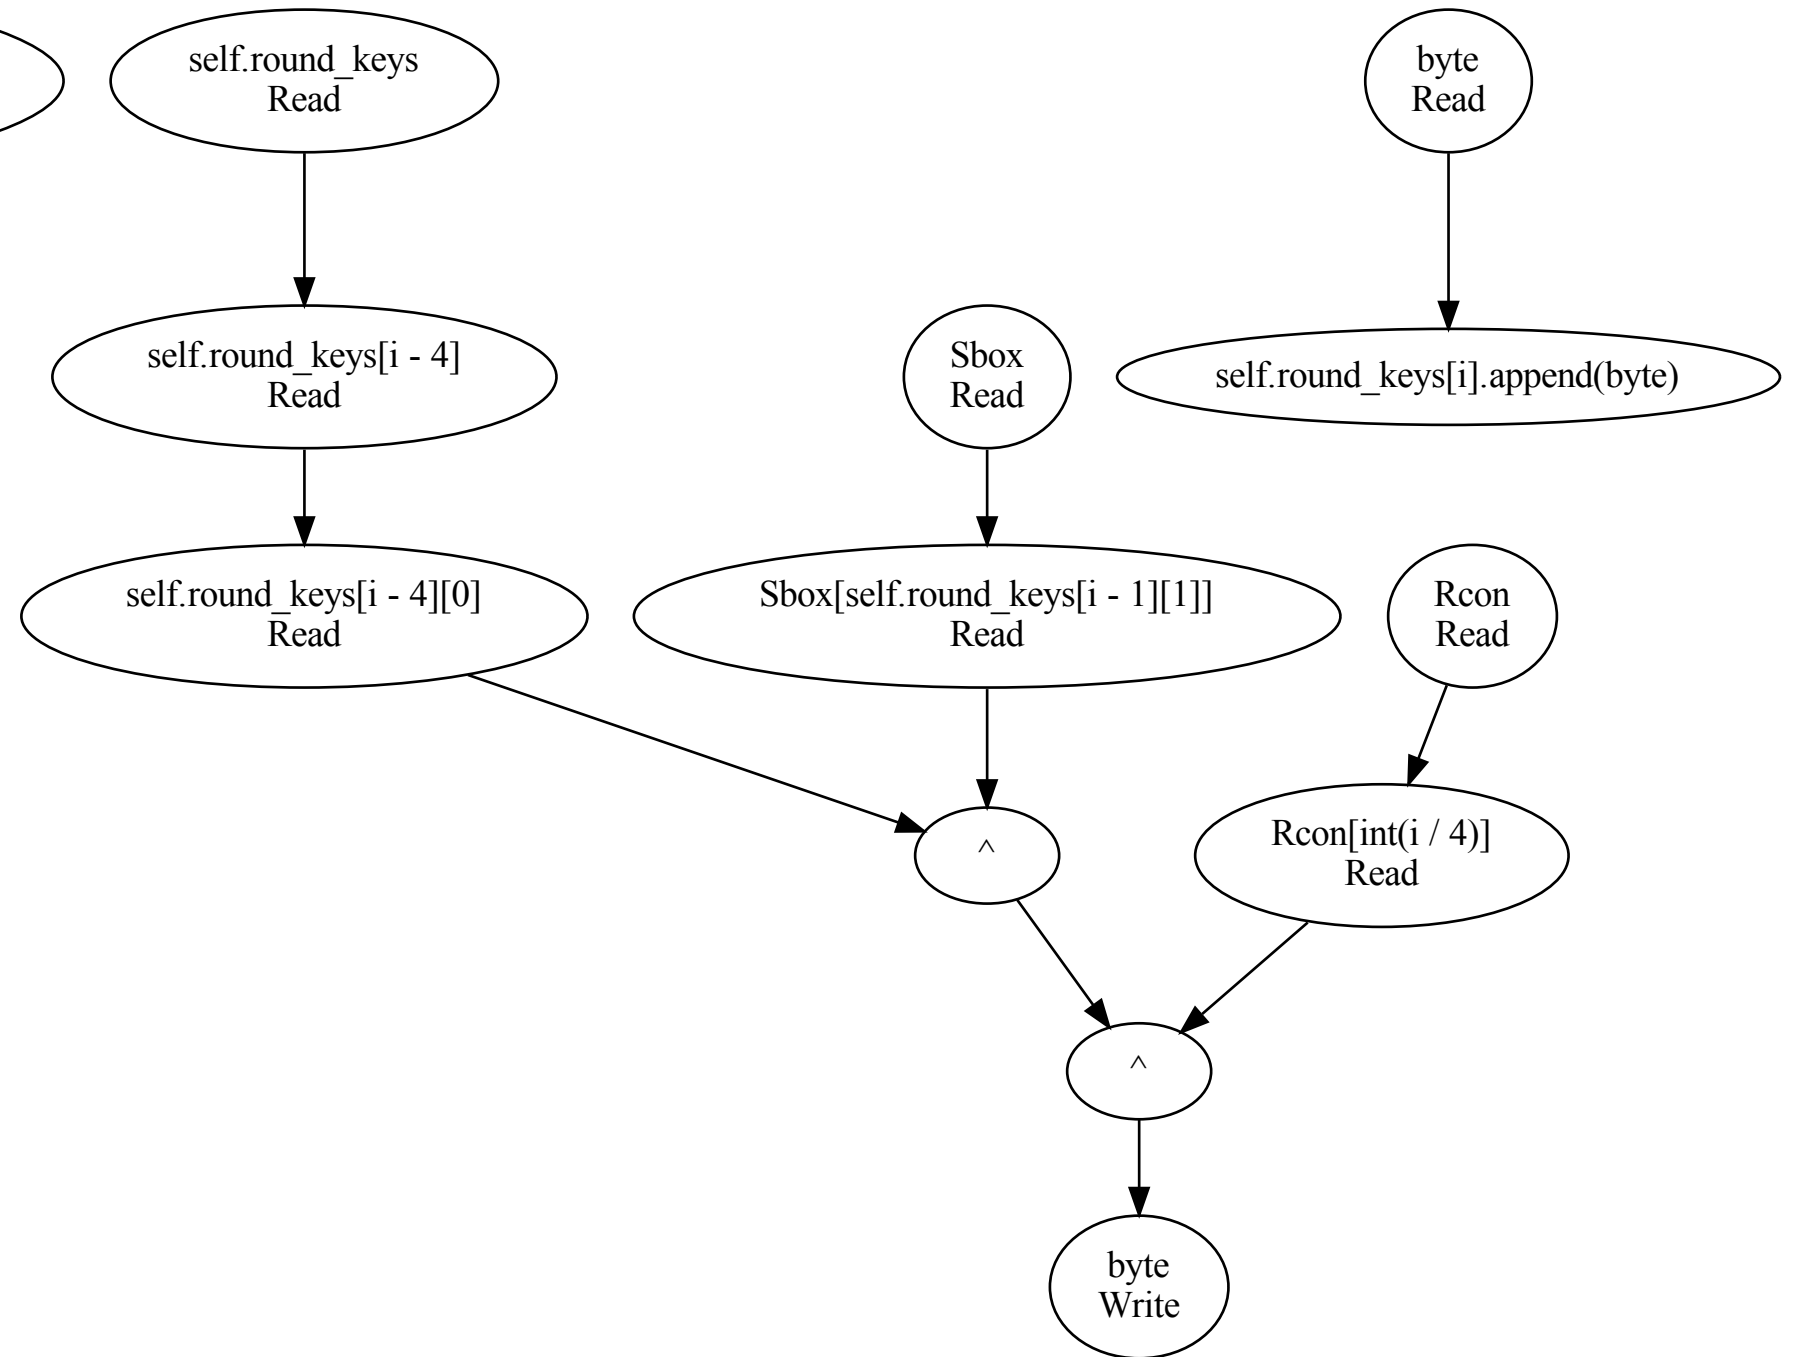 self.round_keys
Read
byte
Read
self.round_keys[i - 4]
Read
Sbox
Read
self.round_keys[i].append(byte)
self.round_keys[i - 4][0]
Read
Sbox[self.round_keys[i - 1][1]]
Read
Rcon
Read
^
Rcon[int(i / 4)]
Read
^
byte
Write